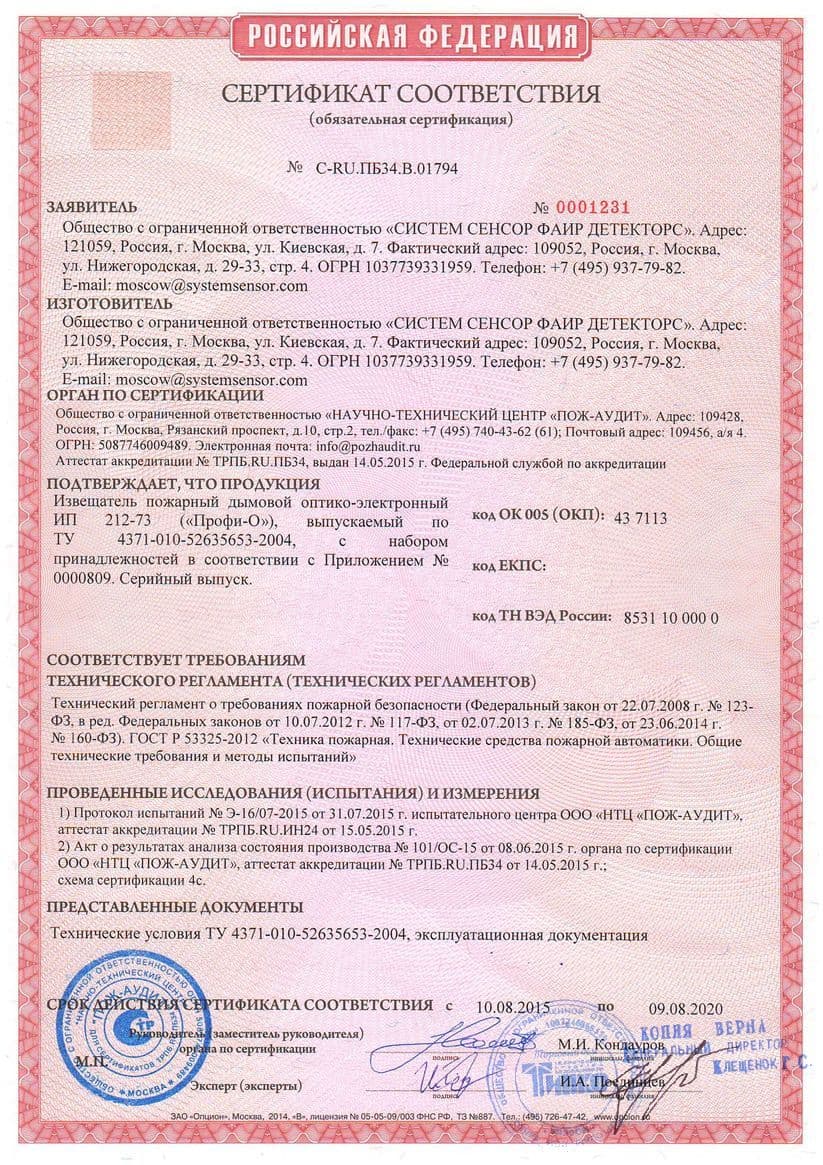 РОССИЙСКАЯ ФЕДЕРАЦИЯ
СЕРТИФИКАТ СООТВЕТСТВИЯ
(обязательная сертификация)
№ C-RU.ПБ34.В.01794
ЗАЯВИТЕЛЬ
№ 0001231
Общество с ограниченной ответственностью «СИСТЕМ СЕНСОР ФАИР ДЕТЕКТОРС». Адрес:
121059, Россия, г. Москва, ул. Киевская, д. 7. Фактический адрес: 109052, Россия, г. Москва,
ул. Нижегородская, д. 29-33, стр. 4. ОГРН 1037739331959. Телефон: +7 (495) 937-79-82.
E-mail: moscow@systemsensor.com
ИЗГОТОВИТЕЛЬ
Общество с ограниченной ответственностью «СИСТЕМ СЕНСОР ФАИР ДЕТЕКТОРС». Адрес:
121059, Россия, г. Москва, ул. Киевская, д. 7. Фактический адрес: 109052, Россия, г. Москва,
ул. Нижегородская, д. 29-33, стр. 4. ОГРН 1037739331959. Телефон: +7 (495) 937-79-82.
E-mail: moscow@systemsensor.com
ОРГАН ПО СЕРТИФИКАЦИИ
Общество с ограниченной ответственностью «НАУЧНО-ТЕХНИЧЕСКИЙ ЦЕНТР «ПОЖ-АУДИТ». Адрес: 109428,
Россия, г. Москва, Рязанский проспект, д.10, стр.2, тел./факс: +7 (495) 740-43-62 (61); Почтовый адрес: 109456, а/я 4.
ОГРН: 5087746009489. Электронная почта: info@pozhaudit.ru
Аттестат аккредитации № ТРПБ.RU.ПБ34, выдан 14.05.2015 г. Федеральной службой по аккредитации
ПОДТВЕРЖДАЕТ, ЧТО ПРОДУКЦИЯ
Извещатель пожарный дымовой оптико-электронный
ИП 212-73 («Профи-О»), выпускаемый по
ТУ 4371-010-52635653-2004, с набором
принадлежностей в соответствии с Приложением №
0000809. Серийный выпуск.
код ОК 005 (ОКП): 43 7113
код ЕКПС:
код ТН ВЭД России: 8531 10 000 0
СООТВЕТСТВУЕТ ТРЕБОВАНИЯМ
ТЕХНИЧЕСКОГО РЕГЛАМЕНТА (ТЕХНИЧЕСКИХ РЕГЛАМЕНТОВ)
Технический регламент о требованиях пожарной безопасности (Федеральный закон от 22.07.2008 г. № 123-
ФЗ, в ред. Федеральных законов от 10.07.2012 г. № 117-ФЗ, от 02.07.2013 г. № 185-ФЗ, от 23.06.2014 г.
№ 160-ФЗ). ГОСТ Р 53325-2012 «Техника пожарная. Технические средства пожарной автоматики. Общие
технические требования и методы испытаний»
ПРОВЕДЕННЫЕ ИССЛЕДОВАНИЯ (ИСПЫТАНИЯ) И ИЗМЕРЕНИЯ
1) Протокол испытаний № Э-16/07-2015 от 31.07.2015 г. испытательного центра ООО «НТЦ «ПОЖ-АУДИТ»,
аттестат аккредитации № ТРПБ.RU.ИН24 от 15.05.2015 г.
2) Акт о результатах анализа состояния производства № 101/ОС-15 от 08.06.2015 г. органа по сертификации
ООО «НТЦ «ПОЖ-АУДИТ», аттестат аккредитации № ТРПБ.RU.ПБ34 от 14.05.2015 г.;
схема сертификации 4с.
ПРЕДСТАВЛЕННЫЕ ДОКУМЕНТЫ
Технические условия ТУ 4371-010-52635653-2004, эксплуатационная документация
СРОК ДЕЙСТВИЯ СЕРТИФИКАТА СООТВЕТСТВИЯ с 10.08.2015 по 09.08.2020
Руководитель (заместитель руководителя)
органа по сертификации
М.П.
подпись
М.И. Кондауров
инициалы, фамилия
Эксперт (эксперты)
подпись
И.А. Пеединцев
инициалы, фамилия
КОПИЯ ВЕРНА
ГЕНЕРАЛЬНЫЙ ДИРЕКТОР
КЛЕЩЕНОК Г.С.
"ПОЖ-АУДИТ"
МОСКВА
ЗАО «Опцион», Москва, 2014, «В», лицензия № 05-05-09/003 ФНС РФ, ТЗ №887. Тел.: (495) 726-47-42, www.opcion.ru